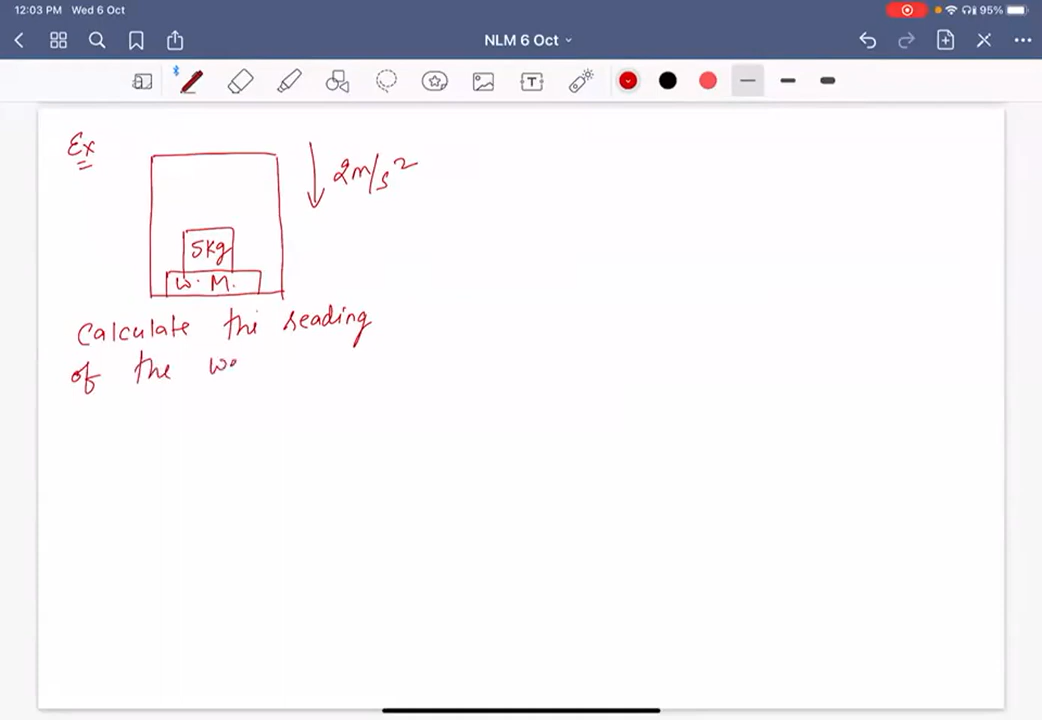 12:03 PM Wed 6 Oct
95%
NLM 6 Oct
T
Ex
2m/s²
5Kg
W. M.
Calculate the reading
of the wo